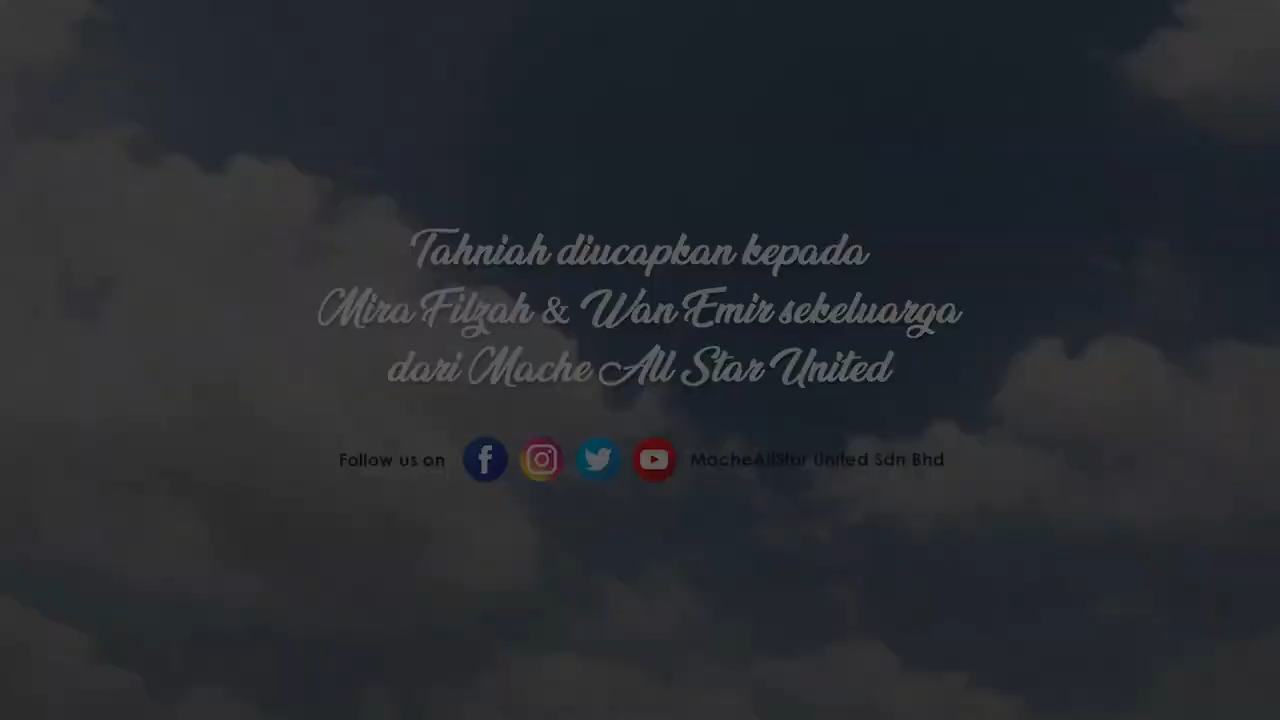 Tahniah diucapkan kepada
Mira Filzah & Wan Emir sekeluarga
dari Mache All Star United
Follow us on MacheAllStar United Sdn Bhd